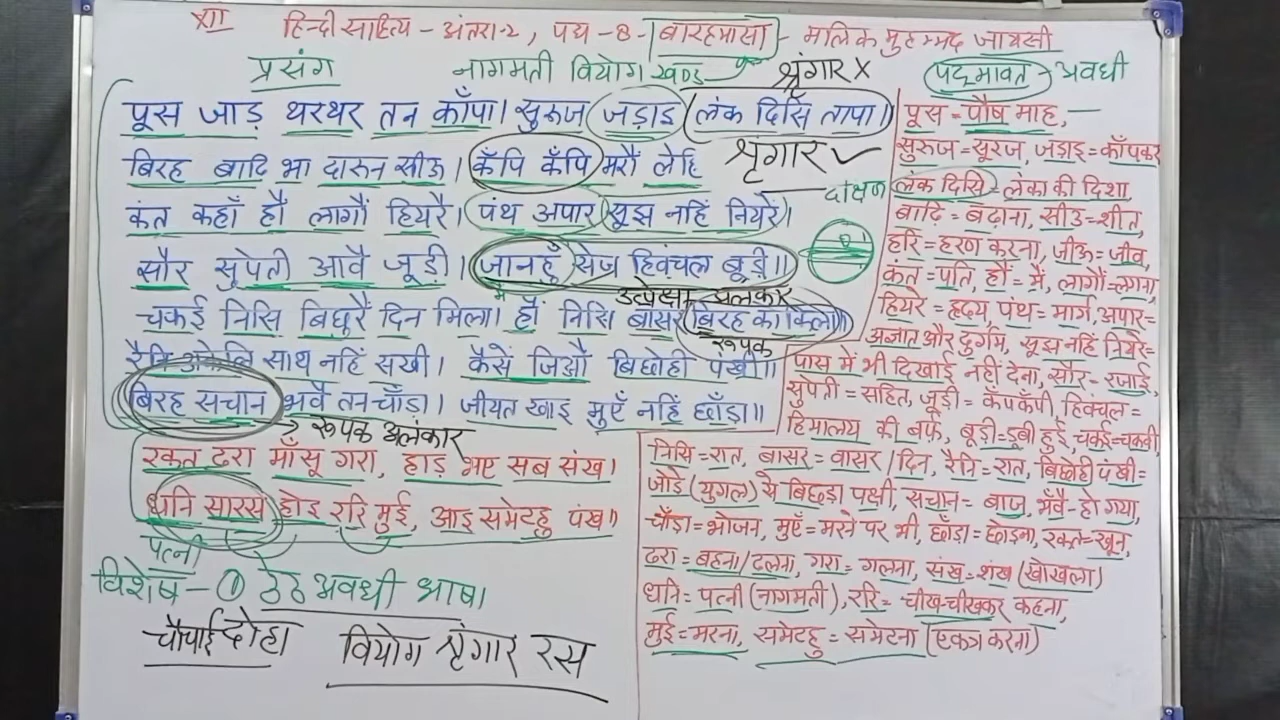 XII हिन्दी साहित्य - अंतरा-२, पद्य -8- बारहमासा - मलिक मुहम्मद जायसी
प्रसंग नागमती वियोग खण्ड श्रृंगार X पद्मावत - अवधी
पूस जाड़ थरथर तन काँपा। सुरुज जड़ाइ लंक दिसि तापा॥
बिरह बाढ़ि भा दारुन सीऊ। कँपि कँपि मरौं लेहि
शृंगार ✓
दक्षिण
कंत कहाँ हौं लागौं हियरें। पंथ अपार सूझ नहिं नियरें।
सौर सुपेती आवै जूड़ी। जानहुँ सेज हिवंचल बूड़ी॥
उत्प्रेक्षा अलंकार
चकई निसि बिछुरै दिन मिला। हौं निसि बासर बिरह कोकिला॥
रूपक
रैनि अकेलि साथ नहिं सखी। कैसें जिऔं बिछोही पंखी॥
बिरह सचान भँवै तन चाँड़ा। जीयत खाइ मुएँ नहिं छाँड़ा॥
→ रूपक अलंकार
रकत ढरा माँसू गरा, हाड़ भए सब संख।
धनि सारस होइ ररि मुई, आइ समेटहु पंख॥
पत्नी
विशेष - ① ठेठ अवधी भाषा
चौपाई दोहा वियोग शृंगार रस
पूस = पौष माह, —
सुरुज = सूरज, जड़ाइ = काँपकर
लंक दिसि = लंका की दिशा,
बाढ़ि = बढ़ाना, सीउ = शीत,
हरि = हरण करना, जीऊ = जीव,
कंत = पति, हौं = मैं, लागौं = लगना,
हियरे = हृदय, पंथ = मार्ग, अपार =
अज्ञात और दुर्गम, सूझ नहिं नियरे =
पास में भी दिखाई नहीं देना, सौर = रजाई,
सुपेती = सहित, जूड़ी = कँपकँपी, हिवंचल =
हिमालय की बर्फ, बूड़ी = डूबी हुई, चकई = चकवी,
निसि = रात, बासर = वासर / दिन, रैनि = रात, बिछोही पंखी =
जोड़े (युगल) से बिछड़ा पक्षी, सचान = बाज, भँवै - हो गया,
चाँड़ा = भोजन, मुएँ = मरने पर भी, छाँड़ा = छोड़ना, रकत = खून,
ढरा = बहना / ढलना, गरा = गलना, संख = शंख (खोखला)
धनि = पत्नी (नागमती), ररि = चीख-चीखकर कहना,
मुई = मरना, समेटहु = समेटना (एकत्र करना)